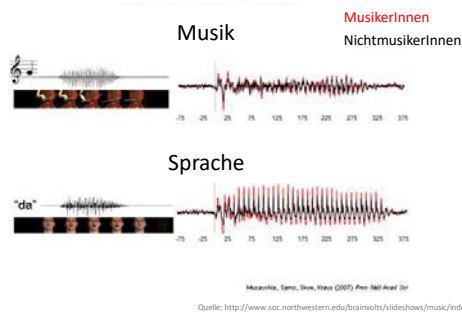 MusikerInnen
Musik
NichtmusikerInnen
-75 -25 25 75 125 175 225 275 325 375
Sprache
"da"
-75 -25 25 75 125 175 225 275 325 375
Musacchia, Sams, Skoe, Kraus (2007) Proc Natl Acad Sci
Quelle: http://www.soc.northwestern.edu/brainvolts/slideshows/music/ind